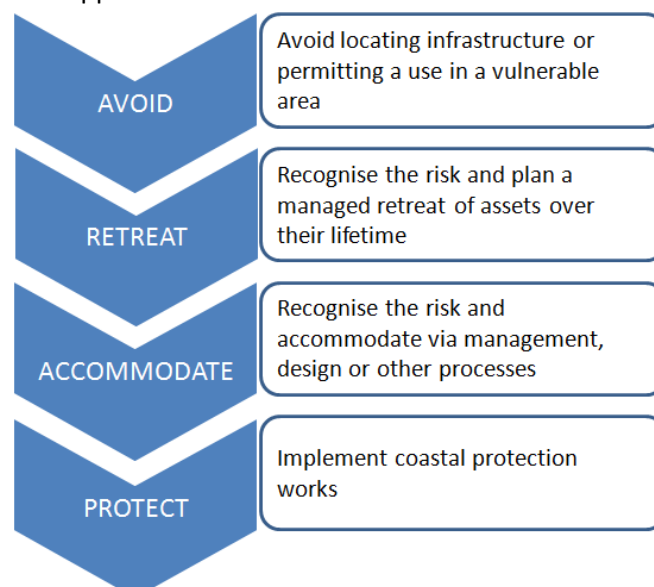 AVOID
Avoid locating infrastructure or
permitting a use in a vulnerable
area
RETREAT
Recognise the risk and plan a
managed retreat of assets over
their lifetime
ACCOMMODATE
Recognise the risk and
accommodate via management,
design or other processes
PROTECT
Implement coastal protection
works